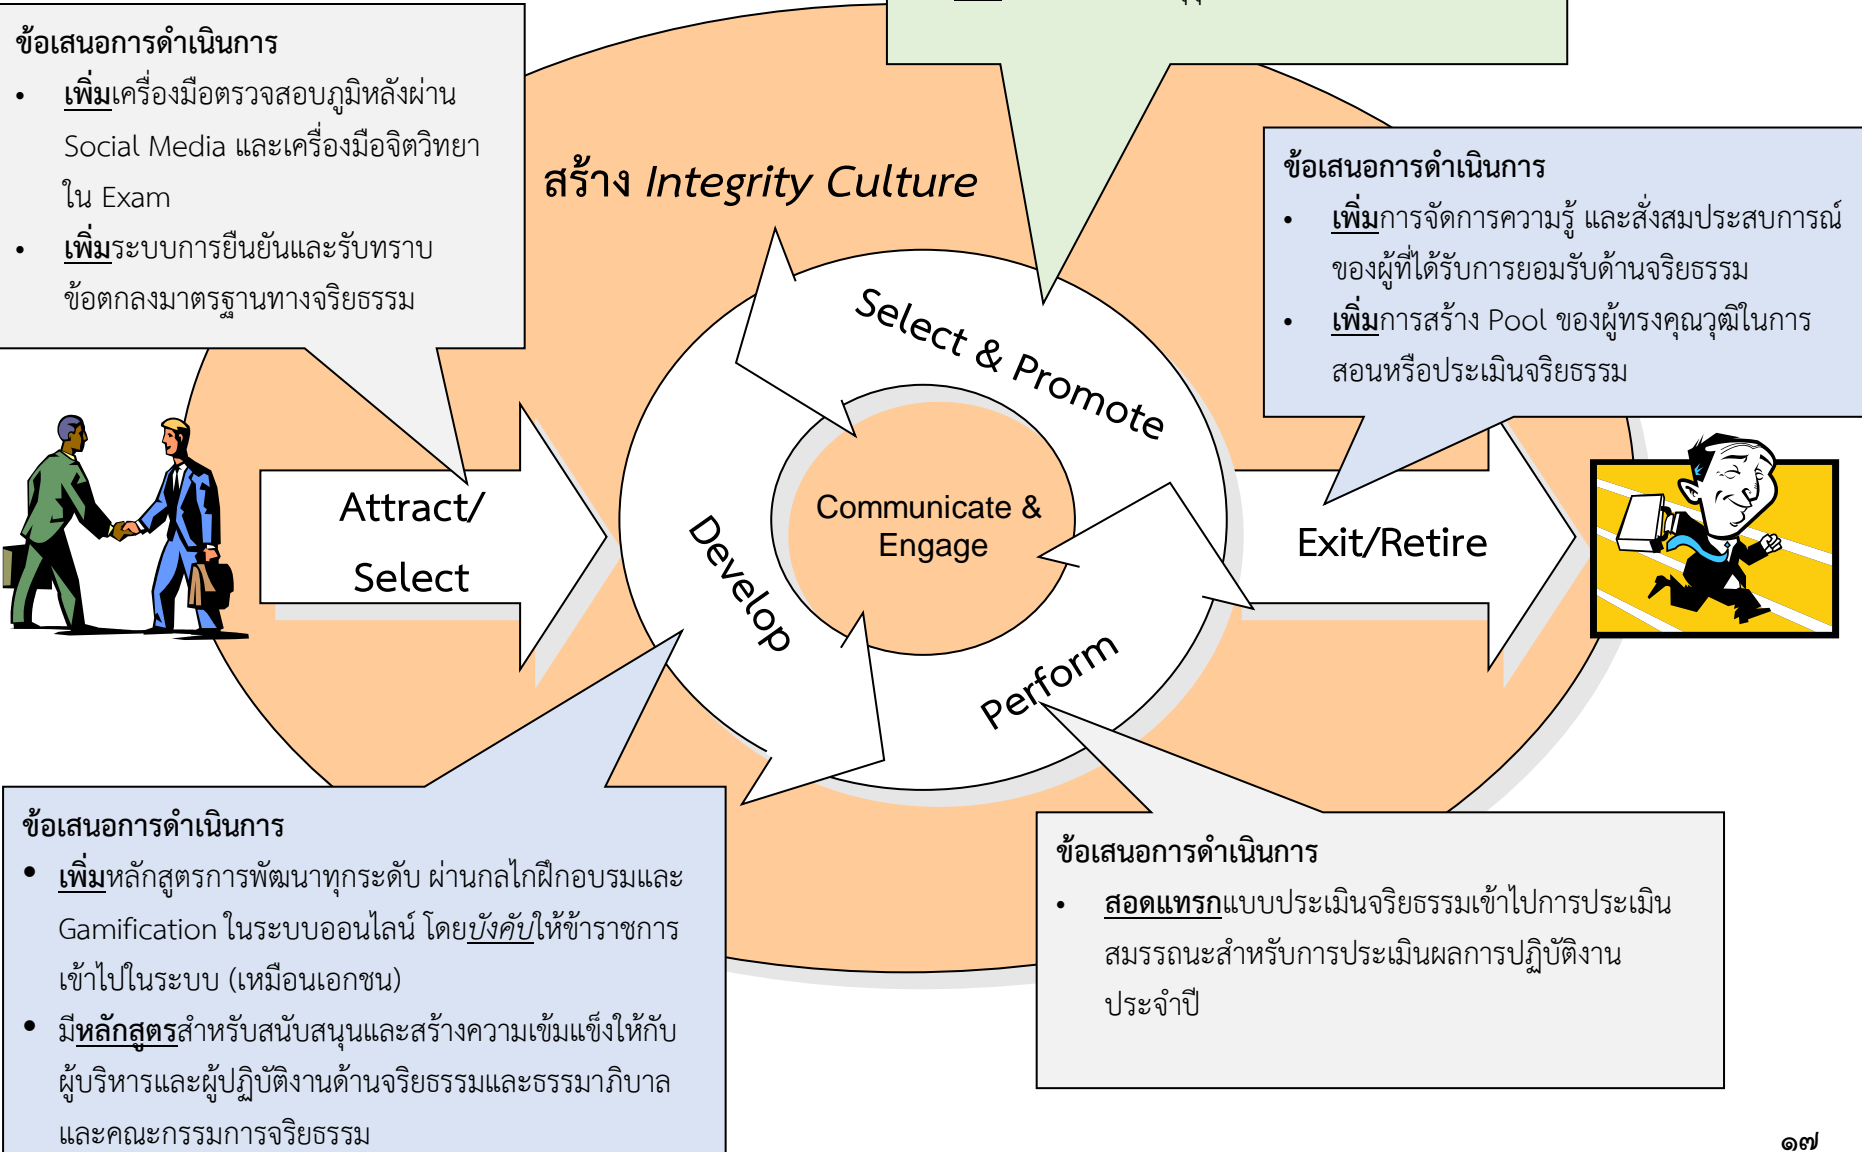 ข้อเสนอการดำเนินการ
• เพิ่มเครื่องมือตรวจสอบภูมิหลังผ่าน
Social Media และเครื่องมือจิตวิทยา
ใน Exam
• เพิ่มระบบการยืนยันและรับทราบ
ข้อตกลงมาตรฐานทางจริยธรรม
สร้าง Integrity Culture
ข้อเสนอการดำเนินการ
• เพิ่มการจัดการความรู้ และสั่งสมประสบการณ์
ของผู้ที่ได้รับการยอมรับด้านจริยธรรม
• เพิ่มการสร้าง Pool ของผู้ทรงคุณวุฒิในการ
สอนหรือประเมินจริยธรรม
Select & Promote
Attract/
Select
Develop
Communicate &
Engage
Perform
Exit/Retire
ข้อเสนอการดำเนินการ
• เพิ่มหลักสูตรการพัฒนาทุกระดับ ผ่านกลไกฝึกอบรมและ
Gamification ในระบบออนไลน์ โดยบังคับให้ข้าราชการ
เข้าไปในระบบ (เหมือนเอกชน)
• มีหลักสูตรสำหรับสนับสนุนและสร้างความเข้มแข็งให้กับ
ผู้บริหารและผู้ปฏิบัติงานด้านจริยธรรมและธรรมาภิบาล
และคณะกรรมการจริยธรรม
ข้อเสนอการดำเนินการ
• สอดแทรกแบบประเมินจริยธรรมเข้าไปการประเมิน
สมรรถนะสำหรับการประเมินผลการปฏิบัติงาน
ประจำปี
๑๗